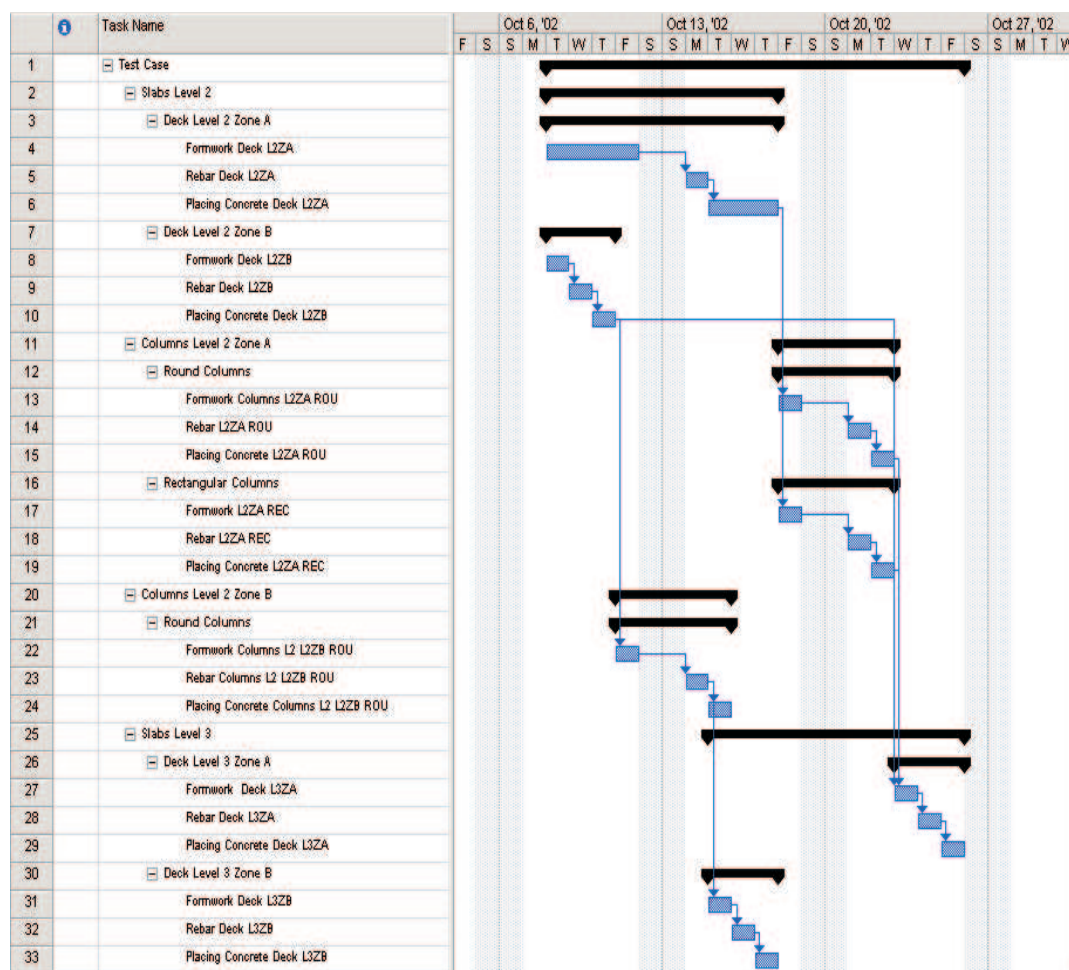 Task Name
Oct 6, '02 Oct 13, '02 Oct 20, '02 Oct 27, '02
F S S M T W T F S S M T W T F S S M T W T F S S M T W
1 Test Case
2 Slabs Level 2
3 Deck Level 2 Zone A
4 Formwork Deck L2ZA
5 Rebar Deck L2ZA
6 Placing Concrete Deck L2ZA
7 Deck Level 2 Zone B
8 Formwork Deck L2ZB
9 Rebar Deck L2ZB
10 Placing Concrete Deck L2ZB
11 Columns Level 2 Zone A
12 Round Columns
13 Formwork Columns L2ZA ROU
14 Rebar L2ZA ROU
15 Placing Concrete L2ZA ROU
16 Rectangular Columns
17 Formwork L2ZA REC
18 Rebar L2ZA REC
19 Placing Concrete L2ZA REC
20 Columns Level 2 Zone B
21 Round Columns
22 Formwork Columns L2 L2ZB ROU
23 Rebar Columns L2 L2ZB ROU
24 Placing Concrete Columns L2 L2ZB ROU
25 Slabs Level 3
26 Deck Level 3 Zone A
27 Formwork Deck L3ZA
28 Rebar Deck L3ZA
29 Placing Concrete Deck L3ZA
30 Deck Level 3 Zone B
31 Formwork Deck L3ZB
32 Rebar Deck L3ZB
33 Placing Concrete Deck L3ZB